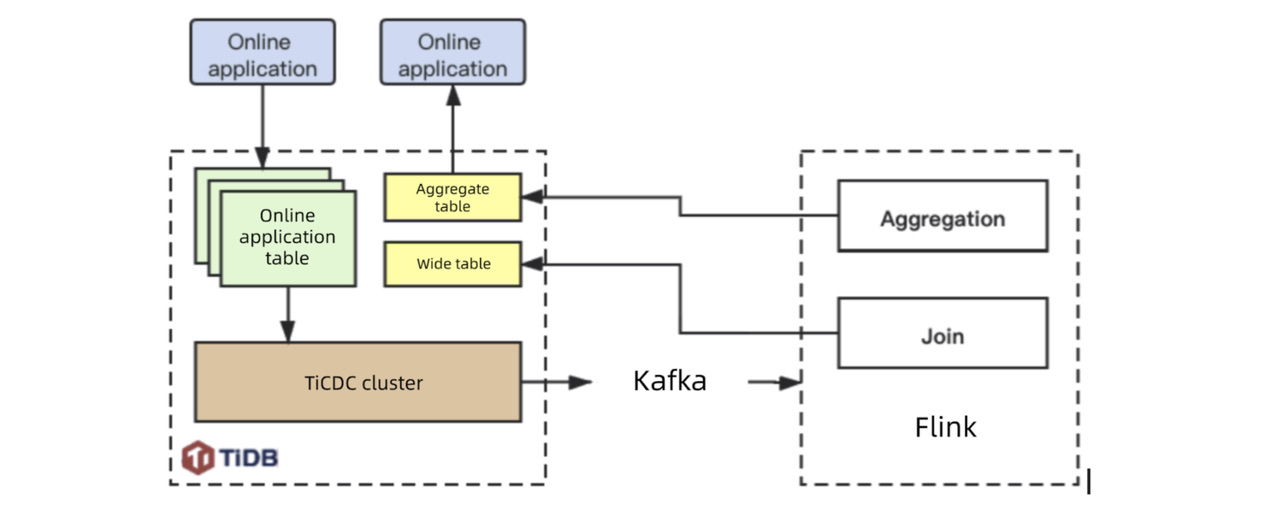 Online
application
Online
application
Online
application
table
Aggregate
table
Wide table
TiCDC cluster
TiDB
Kafka
Aggregation
Join
Flink